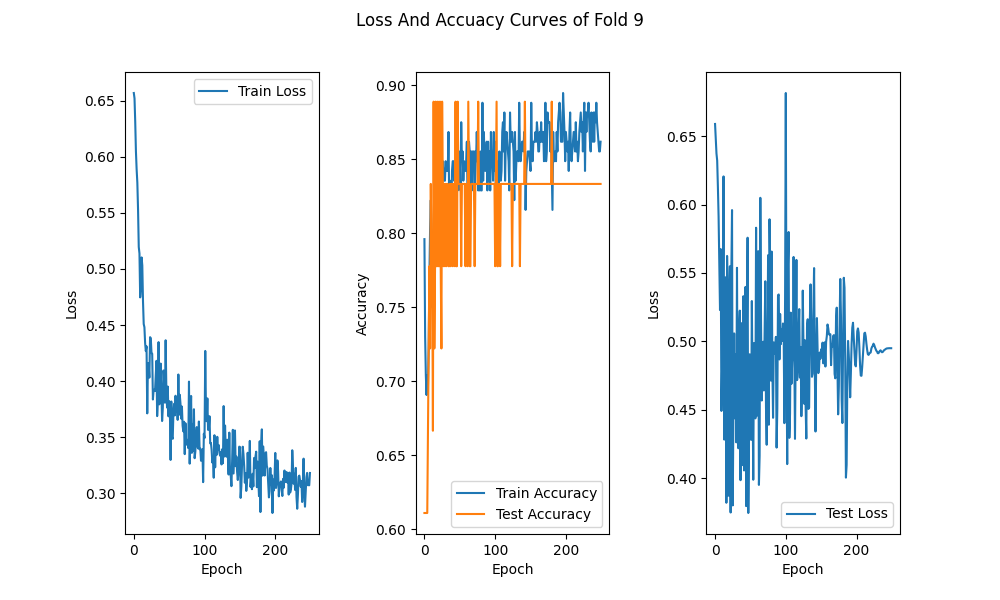 Loss And Accuacy Curves of Fold 9
Train Loss
0.65
0.60
0.55
0.50
0.45
0.40
0.35
0.30
Loss
0
100
200
Epoch
0.90
0.85
0.80
0.75
0.70
0.65
0.60
Accuracy
Train Accuracy
Test Accuracy
0
100
200
Epoch
0.65
0.60
0.55
0.50
0.45
0.40
Loss
Test Loss
0
100
200
Epoch